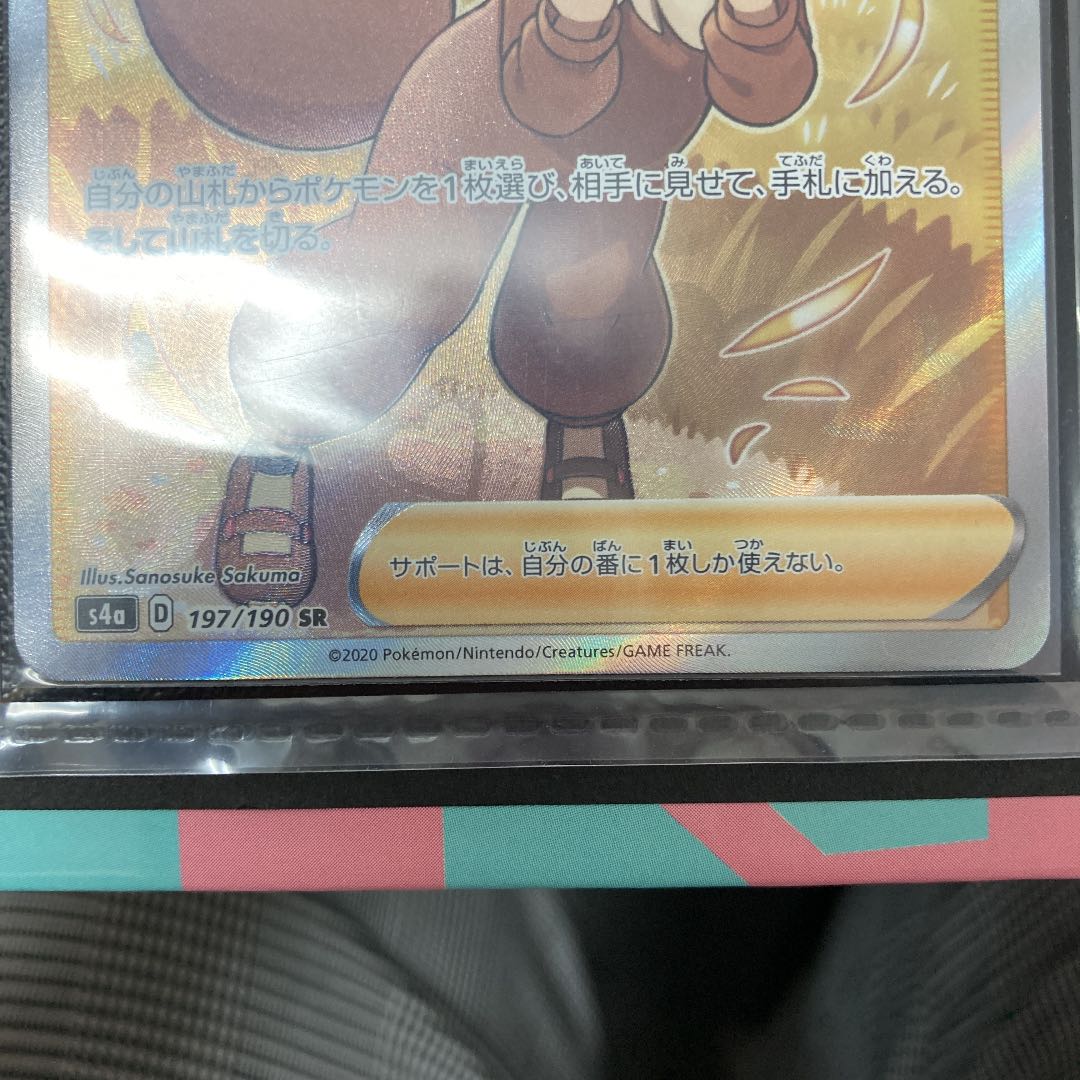 自分の山札からポケモンを1枚選び、相手に見せて、手札に加える。
そして山札を切る。
サポートは、自分の番に1枚しか使えない。
Illus.Sanosuke Sakuma
s4a D 197/190 SR
©2020 Pokémon/Nintendo/Creatures/GAME FREAK.